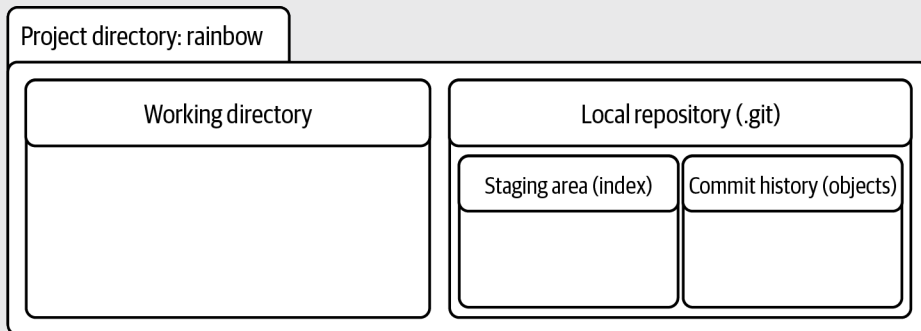 Project directory: rainbow
Working directory
Local repository (.git)
Staging area (index)
Commit history (objects)